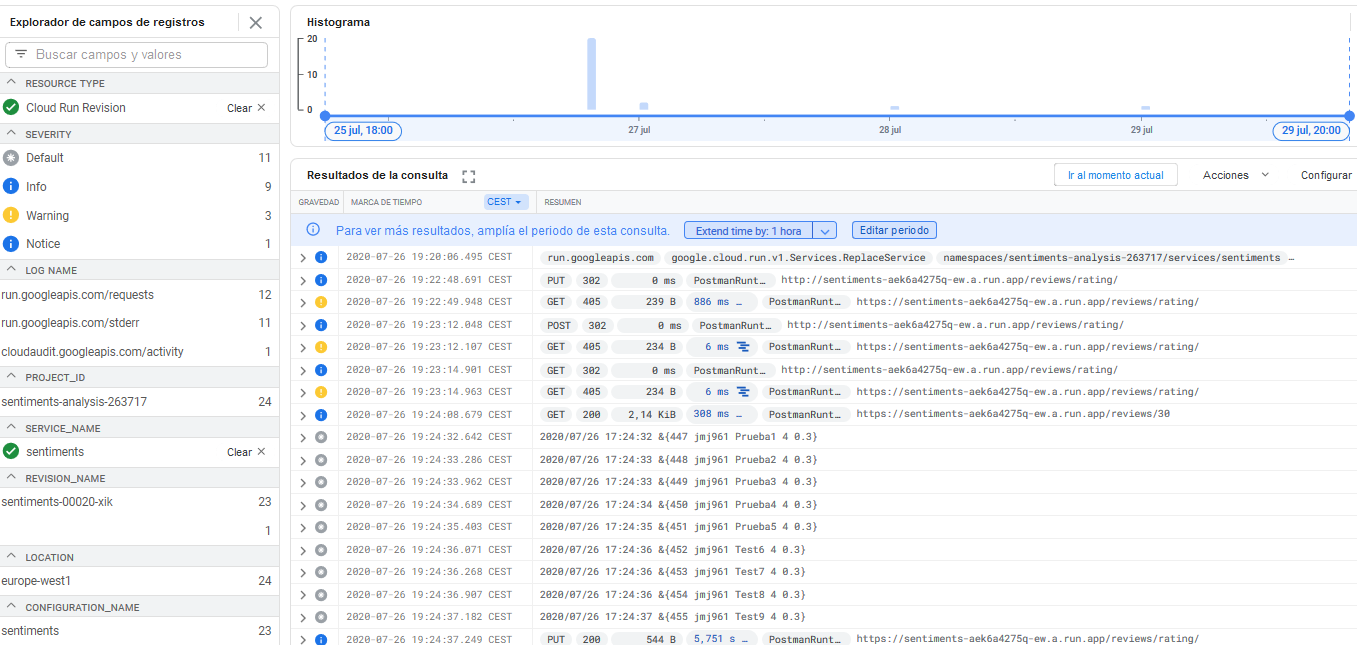 Explorador de campos de registros
Buscar campos y valores
RESOURCE TYPE
Cloud Run Revision Clear
SEVERITY
Default 11
Info 9
Warning 3
Notice 1
LOG NAME
run.googleapis.com/requests 12
run.googleapis.com/stderr 11
cloudaudit.googleapis.com/activity 1
PROJECT_ID
sentiments-analysis-263717 24
SERVICE_NAME
sentiments Clear
REVISION_NAME
sentiments-00020-xik 23
1
LOCATION
europe-west1 24
CONFIGURATION_NAME
sentiments 23
Histograma
20
10
0
25 jul, 18:00
27 jul
28 jul
29 jul
29 jul, 20:00
Resultados de la consulta Ir al momento actual Acciones Configurar
GRAVEDAD MARCA DE TIEMPO CEST RESUMEN
Para ver más resultados, amplía el periodo de esta consulta. Extend time by: 1 hora Editar periodo
2020-07-26 19:20:06.495 CEST run.googleapis.com google.cloud.run.v1.Services.ReplaceService namespaces/sentiments-analysis-263717/services/sentiments …
2020-07-26 19:22:48.691 CEST PUT 302 0 ms PostmanRunt… http://sentiments-aek6a4275q-ew.a.run.app/reviews/rating/
2020-07-26 19:22:49.948 CEST GET 405 239 B 886 ms … PostmanRunt… https://sentiments-aek6a4275q-ew.a.run.app/reviews/rating/
2020-07-26 19:23:12.048 CEST POST 302 0 ms PostmanRunt… http://sentiments-aek6a4275q-ew.a.run.app/reviews/rating/
2020-07-26 19:23:12.107 CEST GET 405 234 B 6 ms PostmanRunt… https://sentiments-aek6a4275q-ew.a.run.app/reviews/rating/
2020-07-26 19:23:14.901 CEST GET 302 0 ms PostmanRunt… http://sentiments-aek6a4275q-ew.a.run.app/reviews/rating/
2020-07-26 19:23:14.963 CEST GET 405 234 B 6 ms PostmanRunt… https://sentiments-aek6a4275q-ew.a.run.app/reviews/rating/
2020-07-26 19:24:08.679 CEST GET 200 2,14 KiB 308 ms … PostmanRunt… https://sentiments-aek6a4275q-ew.a.run.app/reviews/30
2020-07-26 19:24:32.642 CEST 2020/07/26 17:24:32 &{447 jmj961 Prueba1 4 0.3}
2020-07-26 19:24:33.286 CEST 2020/07/26 17:24:33 &{448 jmj961 Prueba2 4 0.3}
2020-07-26 19:24:33.962 CEST 2020/07/26 17:24:33 &{449 jmj961 Prueba3 4 0.3}
2020-07-26 19:24:34.689 CEST 2020/07/26 17:24:34 &{450 jmj961 Prueba4 4 0.3}
2020-07-26 19:24:35.403 CEST 2020/07/26 17:24:35 &{451 jmj961 Prueba5 4 0.3}
2020-07-26 19:24:36.071 CEST 2020/07/26 17:24:36 &{452 jmj961 Test6 4 0.3}
2020-07-26 19:24:36.268 CEST 2020/07/26 17:24:36 &{453 jmj961 Test7 4 0.3}
2020-07-26 19:24:36.907 CEST 2020/07/26 17:24:36 &{454 jmj961 Test8 4 0.3}
2020-07-26 19:24:37.182 CEST 2020/07/26 17:24:37 &{455 jmj961 Test9 4 0.3}
2020-07-26 19:24:37.249 CEST PUT 200 544 B 5,751 s … PostmanRunt… https://sentiments-aek6a4275q-ew.a.run.app/reviews/rating/